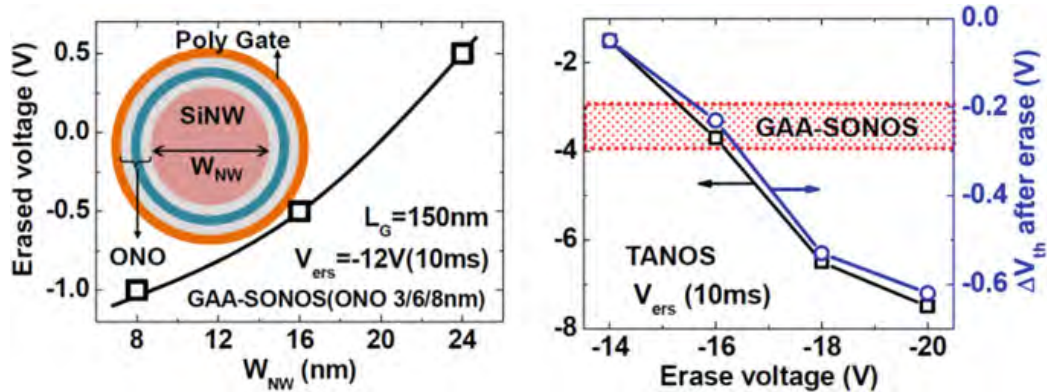 Erased voltage (V)
0.5
0.0
-0.5
-1.0
Poly Gate
SiNW
W_NW
ONO
L_G=150nm
V_ers=-12V(10ms)
GAA-SONOS(ONO 3/6/8nm)
8
12
16
20
24
W_NW (nm)
-2
-4
-6
-8
GAA-SONOS
TANOS
V_ers (10ms)
-14
-16
-18
-20
Erase voltage (V)
0.0
-0.2
-0.4
-0.6
ΔV_th after erase (V)